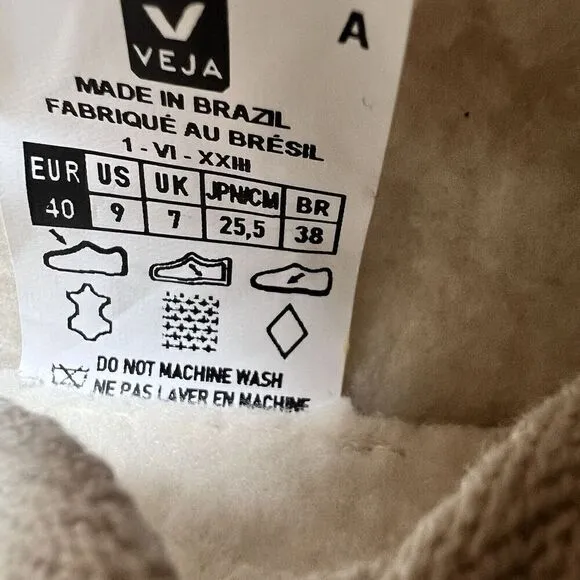 A
VEJA
MADE IN BRAZIL
FABRIQUÉ AU BRÉSIL
1 - VI - XXIII
EUR US UK JPN/CM BR
40 9 7 25,5 38
DO NOT MACHINE WASH
NE PAS LAVER EN MACHINE